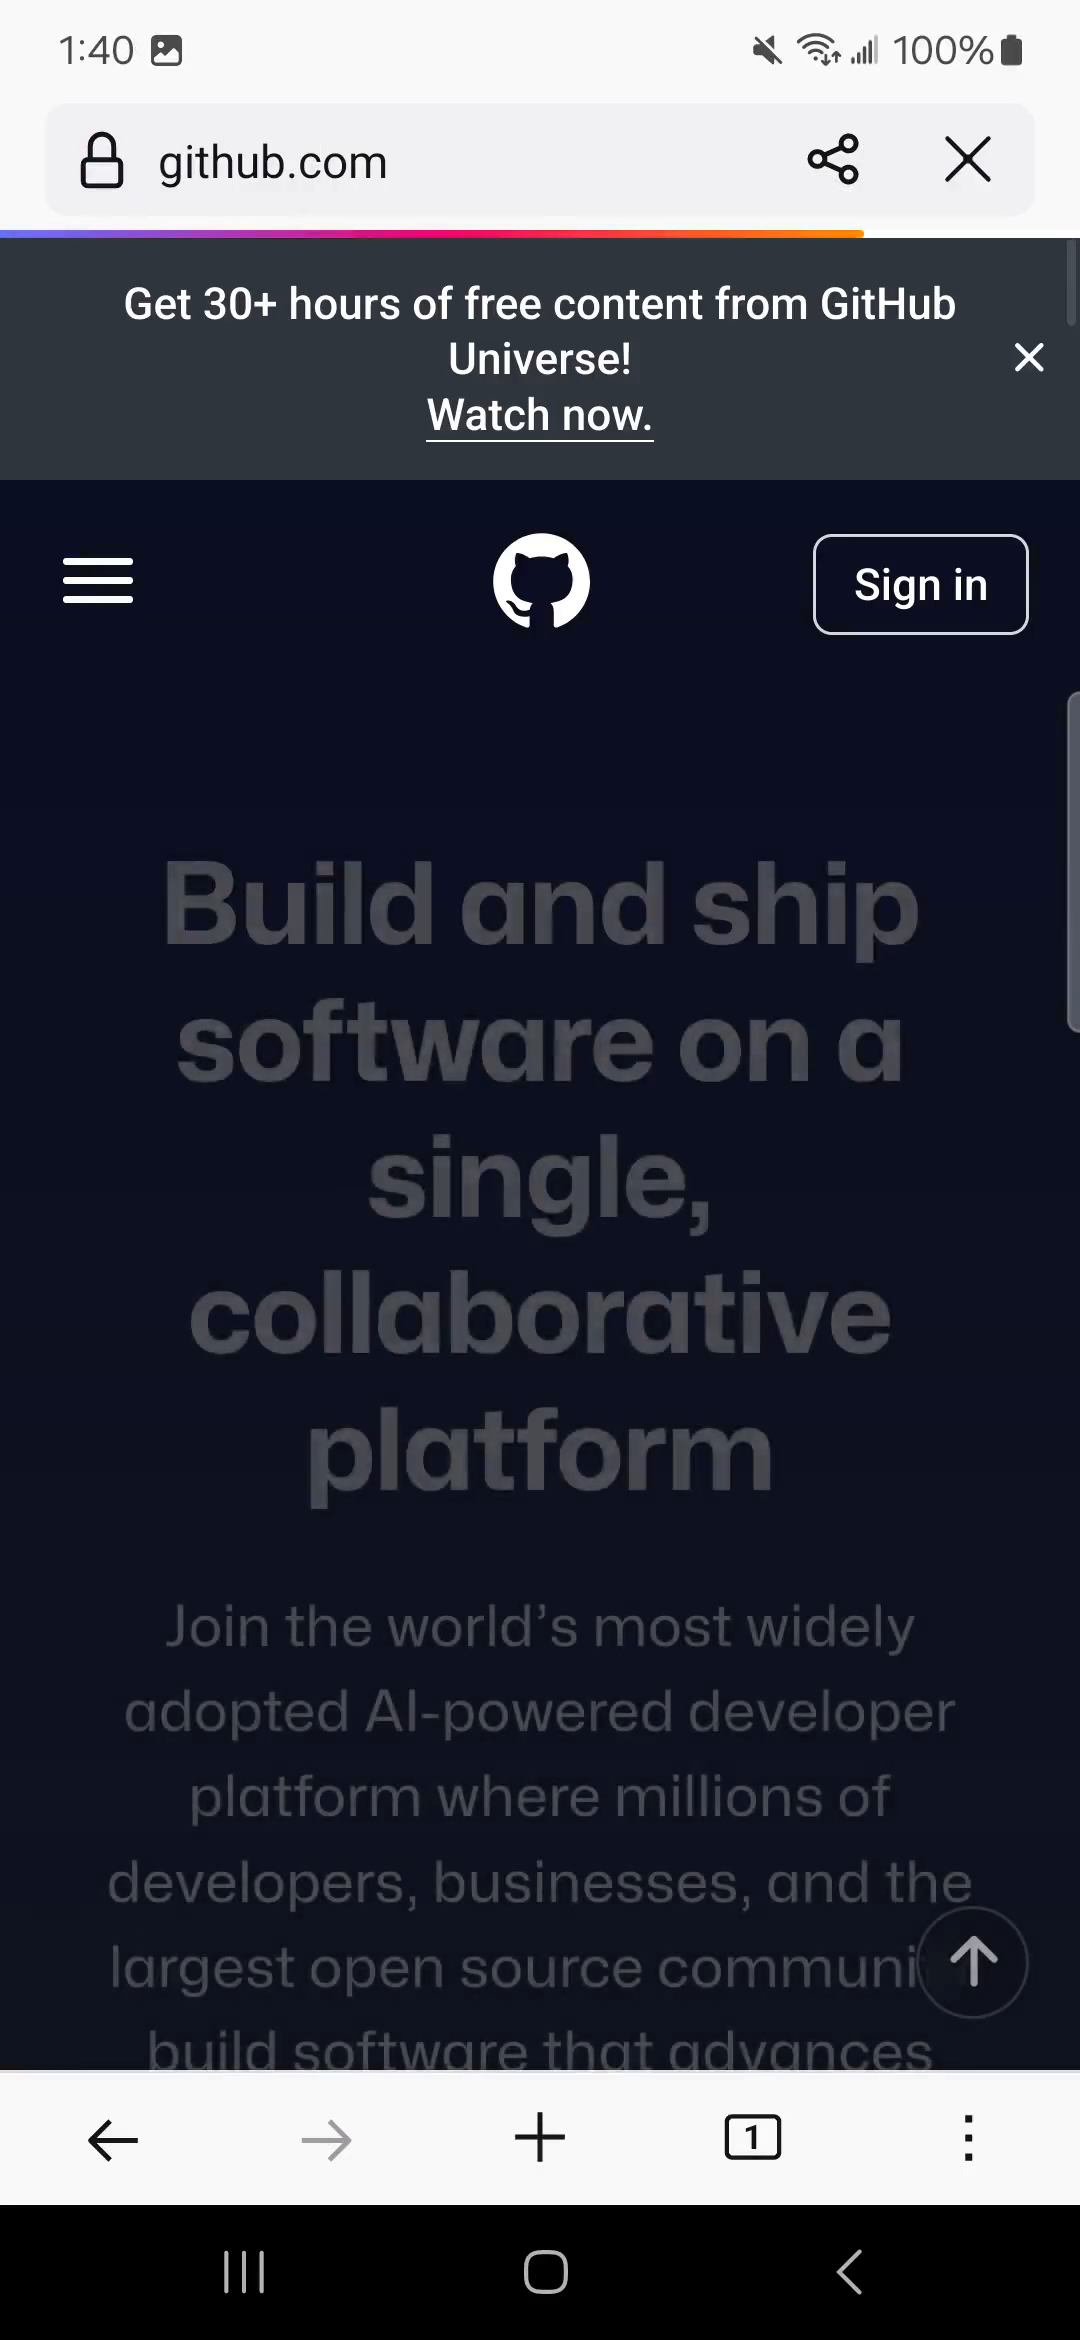 1:40
100%
github.com
Get 30+ hours of free content from GitHub
Universe!
Watch now.
Sign in
Build and ship
software on a
single,
collaborative
platform
Join the world’s most widely
adopted AI-powered developer
platform where millions of
developers, businesses, and the
largest open source communi
build software that advances
1